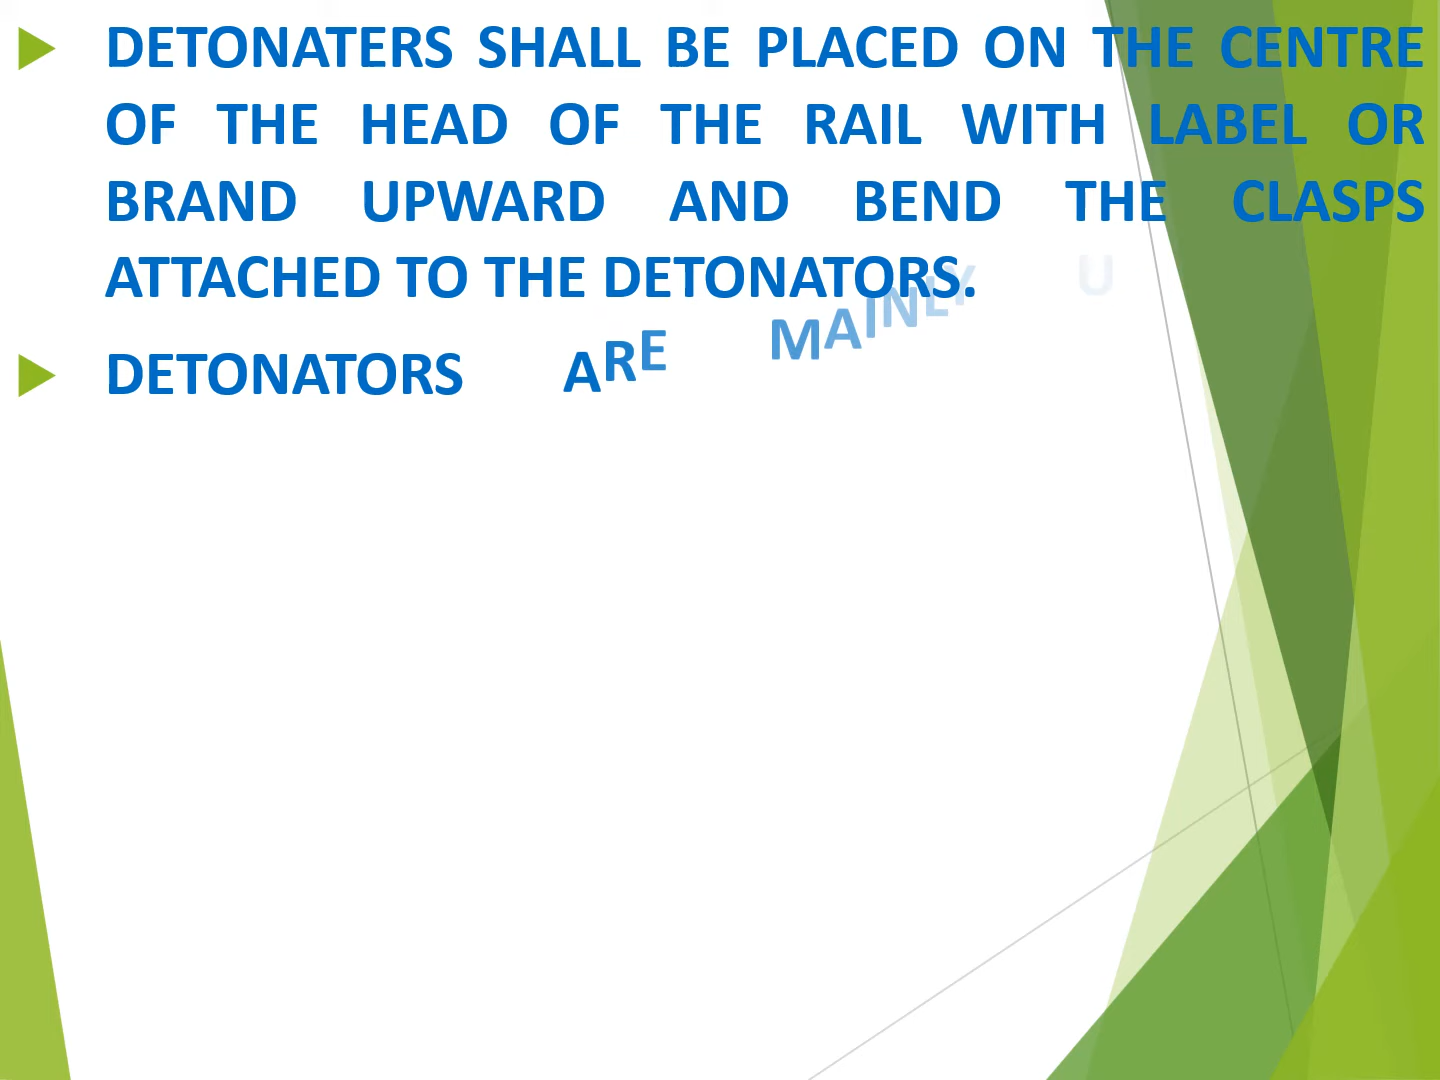 DETONATERS SHALL BE PLACED ON THE CENTRE
OF THE HEAD OF THE RAIL WITH LABEL OR
BRAND UPWARD AND BEND THE CLASPS
ATTACHED TO THE DETONATORS.
DETONATORS ARE MAINLY U